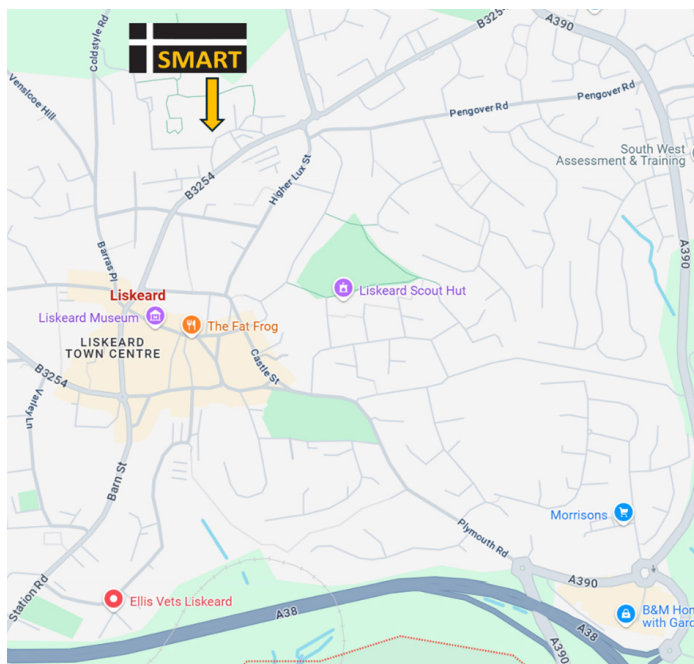 Coldstyle Rd
SMART
B3254
A390
Venslooe Hill
Pengover Rd
Pengover Rd
South West
Assessment & Training
B3254
Higher Lux St
A390
Barras Pl
Liskeard
Liskeard Scout Hut
Liskeard Museum
The Fat Frog
LISKEARD
TOWN CENTRE
Castle St
B3254
Varley Ln
Barn St
Morrisons
Plymouth Rd
A390
Station Rd
Ellis Vets Liskeard
A38
B&M Hom
with Gard
A38
A390